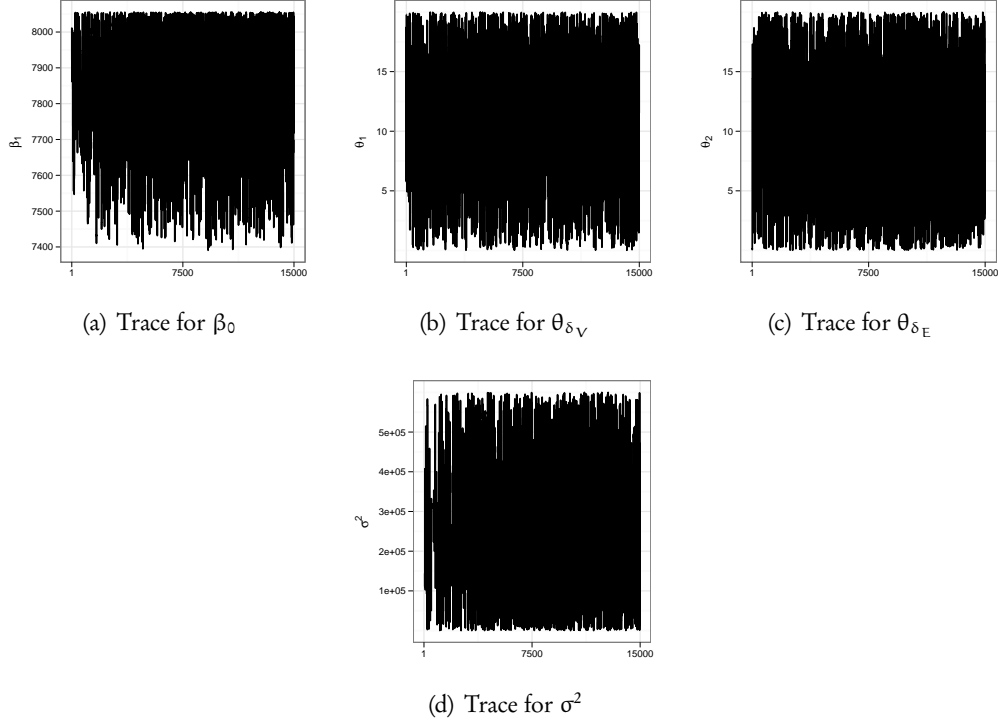 8000
7900
7800
7700
7600
7500
7400
β₁
1 7500 15000
(a) Trace for β₀
15
10
5
θ₁
1 7500 15000
(b) Trace for θ_δ_V
15
10
5
θ₂
1 7500 15000
(c) Trace for θ_δ_E
5e+05
4e+05
3e+05
2e+05
1e+05
σ²
1 7500 15000
(d) Trace for σ²